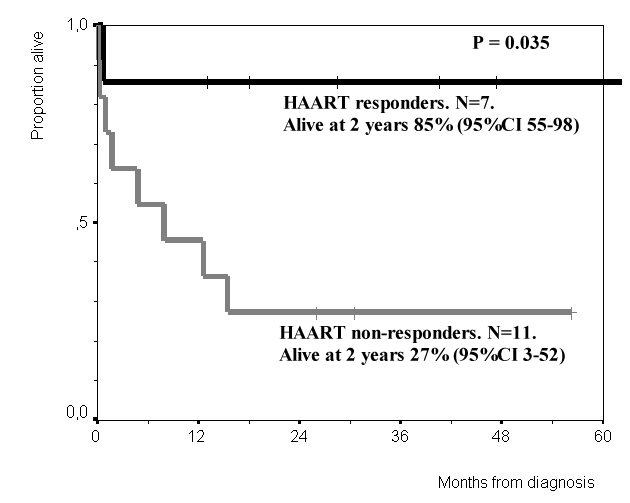 1,0
P = 0.035
Proportion alive
HAART responders. N=7.
Alive at 2 years 85% (95%CI 55-98)
,5
HAART non-responders. N=11.
Alive at 2 years 27% (95%CI 3-52)
0,0
0 12 24 36 48 60
Months from diagnosis